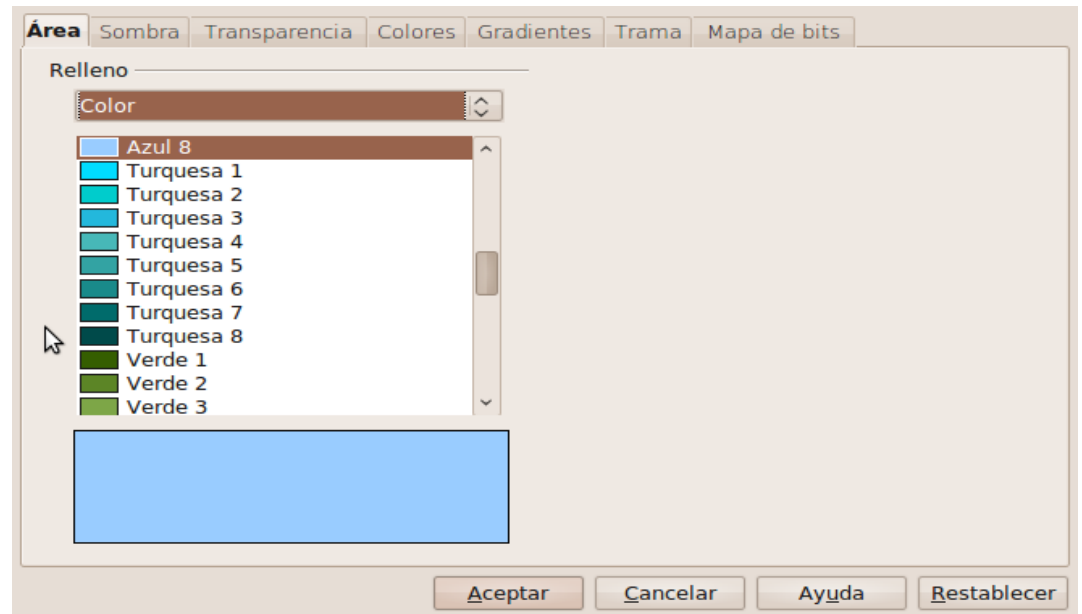 Área Sombra Transparencia Colores Gradientes Trama Mapa de bits
Relleno
Color
Azul 8
Turquesa 1
Turquesa 2
Turquesa 3
Turquesa 4
Turquesa 5
Turquesa 6
Turquesa 7
Turquesa 8
Verde 1
Verde 2
Verde 3
Aceptar Cancelar Ayuda Restablecer